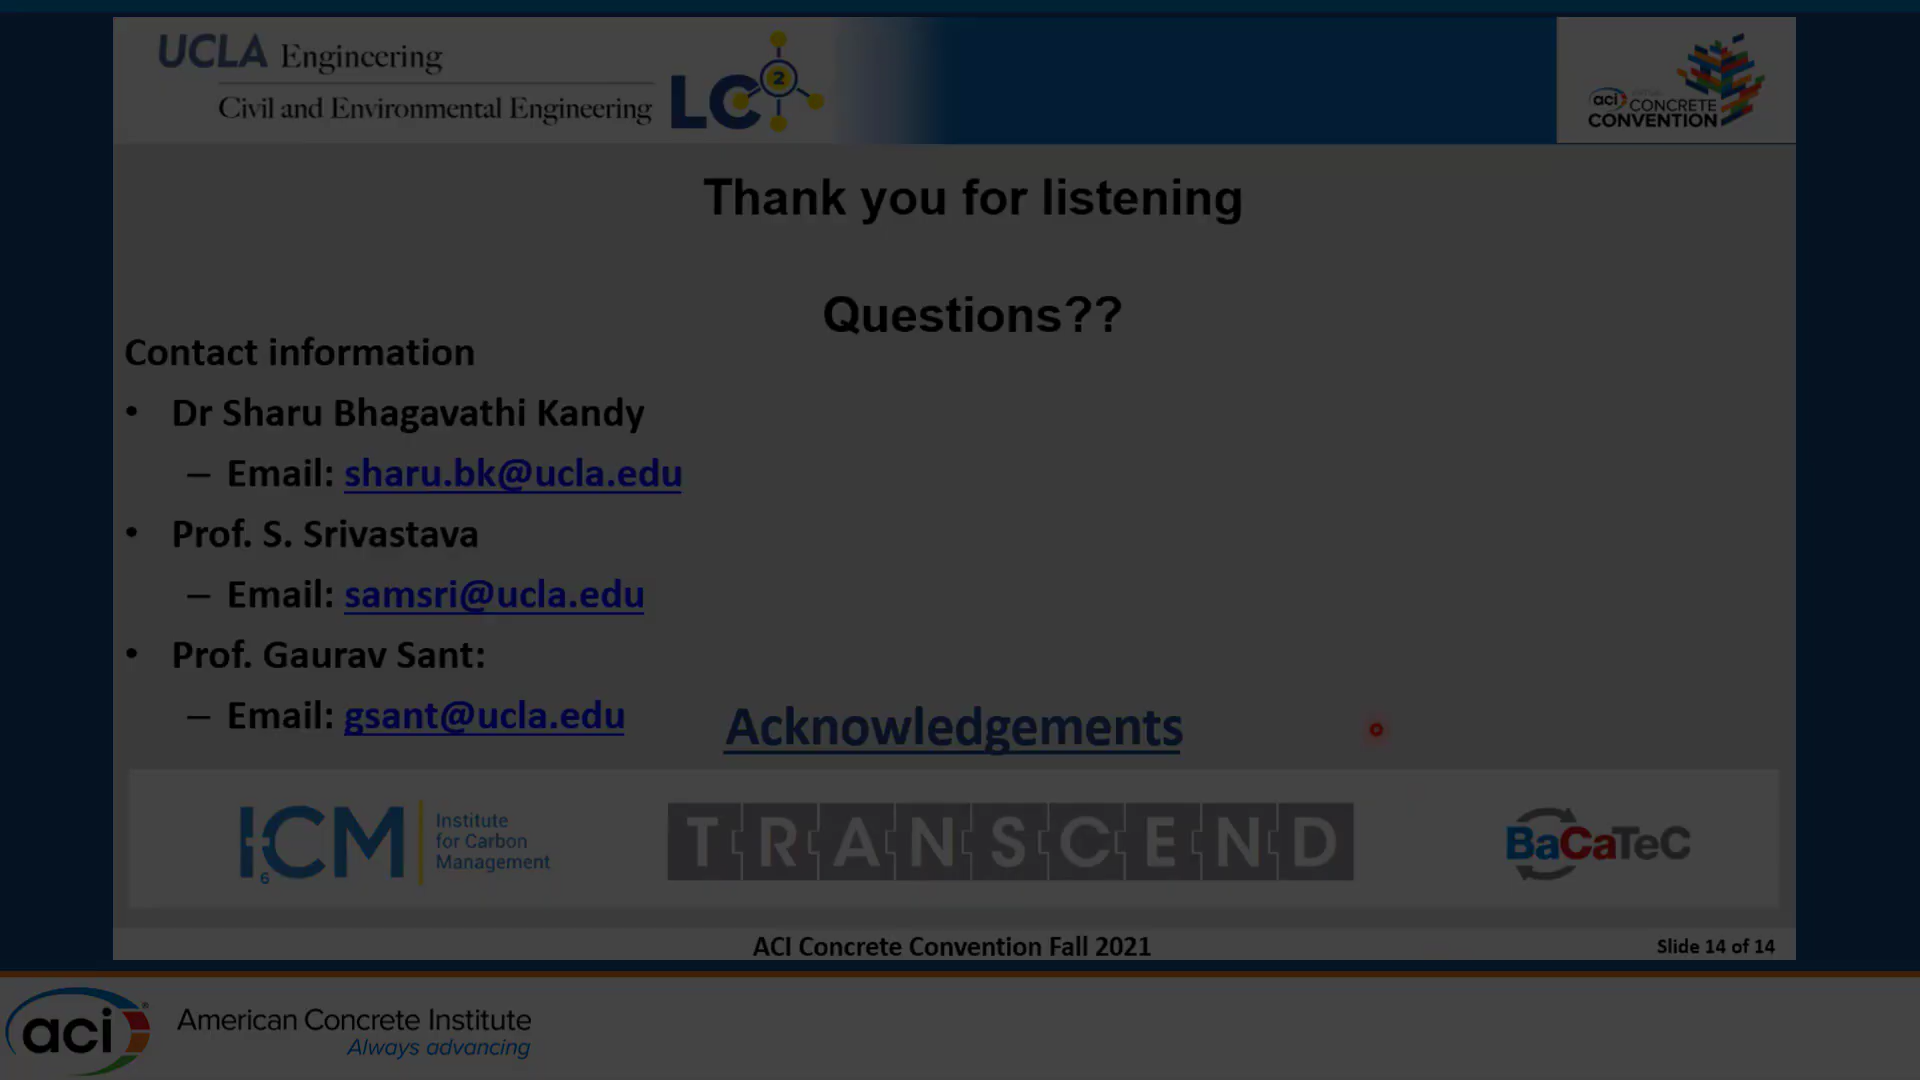 UCLA Engineering
Civil and Environmental Engineering
LC2
aci
CONCRETE
CONVENTION
Thank you for listening
Questions??
Contact information
• Dr Sharu Bhagavathi Kandy
– Email: sharu.bk@ucla.edu
• Prof. S. Srivastava
– Email: samsri@ucla.edu
• Prof. Gaurav Sant:
– Email: gsant@ucla.edu
Acknowledgements
ICM
6
Institute
for Carbon
Management
TRANSCEND
BaCaTeC
ACI Concrete Convention Fall 2021
Slide 14 of 14
aci®
American Concrete Institute
Always advancing